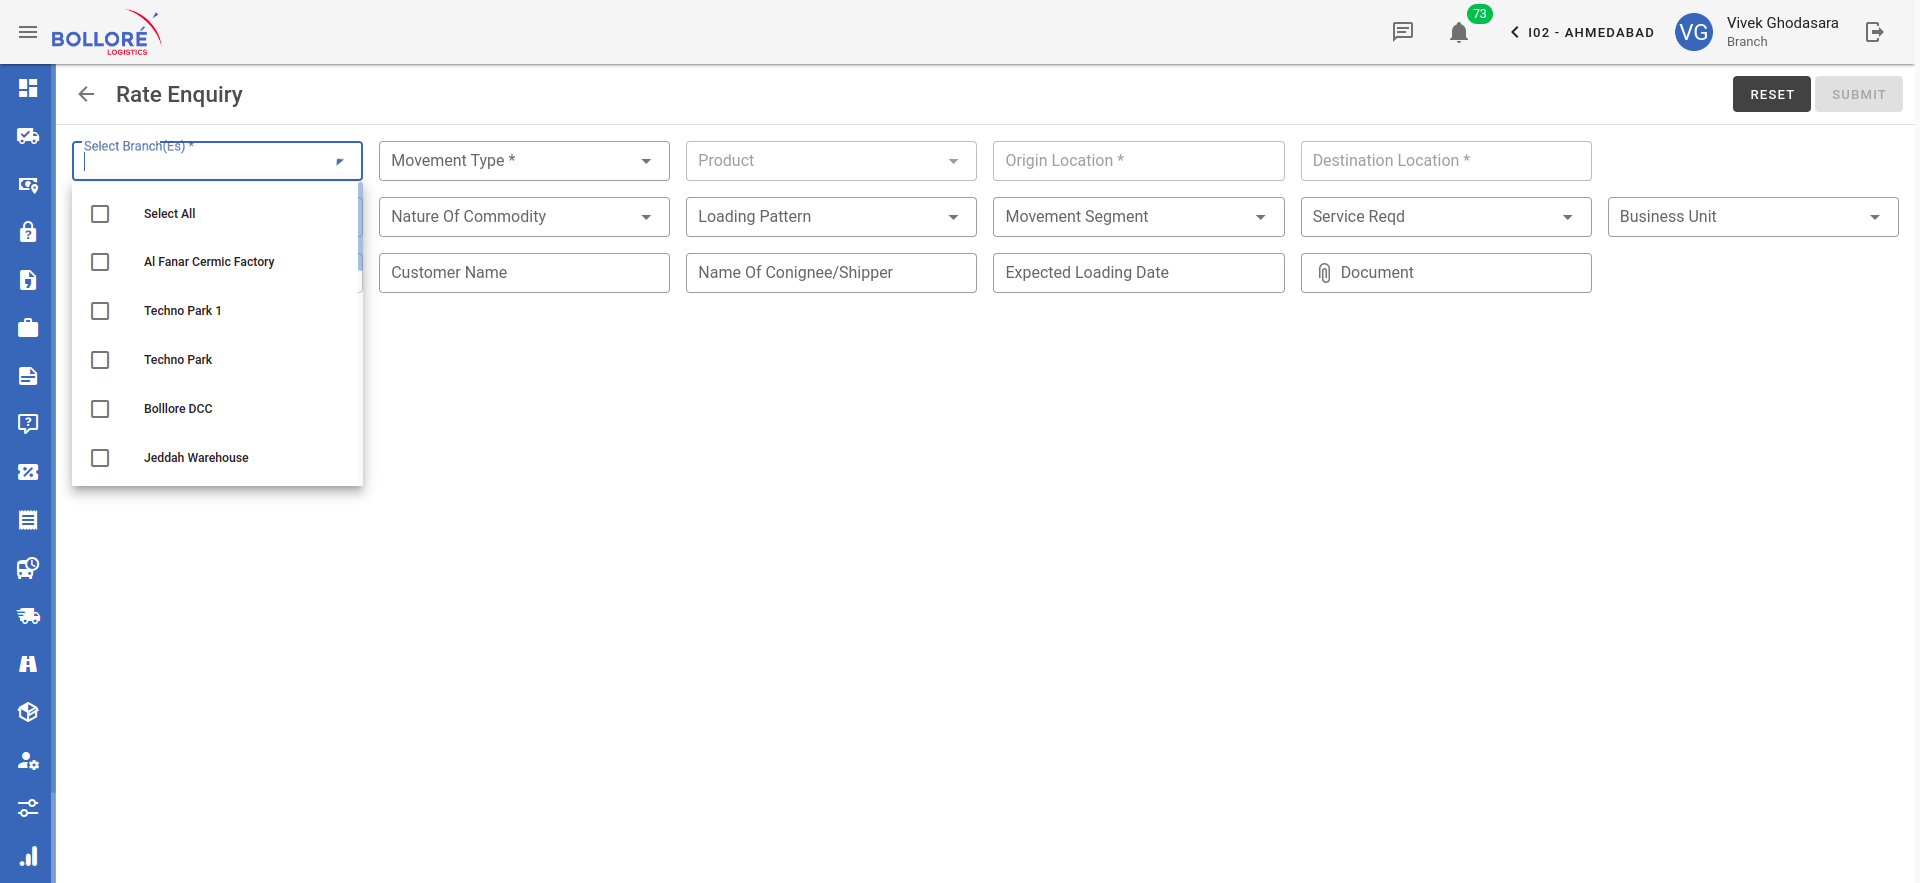 BOLLORÉ
LOGISTICS
73
I02 - AHMEDABAD
VG
Vivek Ghodasara
Branch
Rate Enquiry
RESET
SUBMIT
Select Branch(Es) *
Movement Type *
Product
Origin Location *
Destination Location *
Nature Of Commodity
Loading Pattern
Movement Segment
Service Reqd
Business Unit
Customer Name
Name Of Conignee/Shipper
Expected Loading Date
Document
Select All
Al Fanar Cermic Factory
Techno Park 1
Techno Park
Bolllore DCC
Jeddah Warehouse